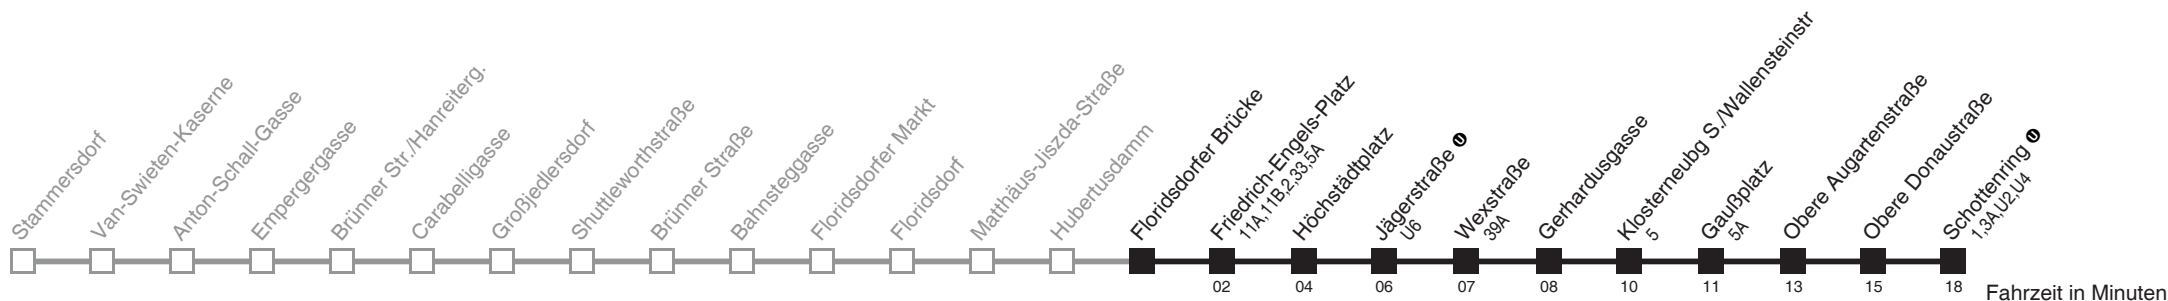 Stammersdorf
Van-Swieten-Kaserne
Anton-Schall-Gasse
Empergergasse
Brünner Str./Hanreiterg.
Carabelligasse
Großjedlersdorf
Shuttleworthstraße
Brünner Straße
Bahnsteggasse
Floridsdorfer Markt
Floridsdorf
Matthäus-Jiszda-Straße
Hubertusdamm
Floridsdorfer Brücke
Friedrich-Engels-Platz
11A,11B,2,33,5A
Höchstädtplatz
Jägerstraße U
U6
Wexstraße
39A
Gerhardusgasse
Klosterneubg S./Wallensteinstr
5
Gaußplatz
5A
Obere Augartenstraße
Obere Donaustraße
Schottenring U
1,3A,U2,U4
02 04 06 07 08 10 11 13 15 18 Fahrzeit in Minuten